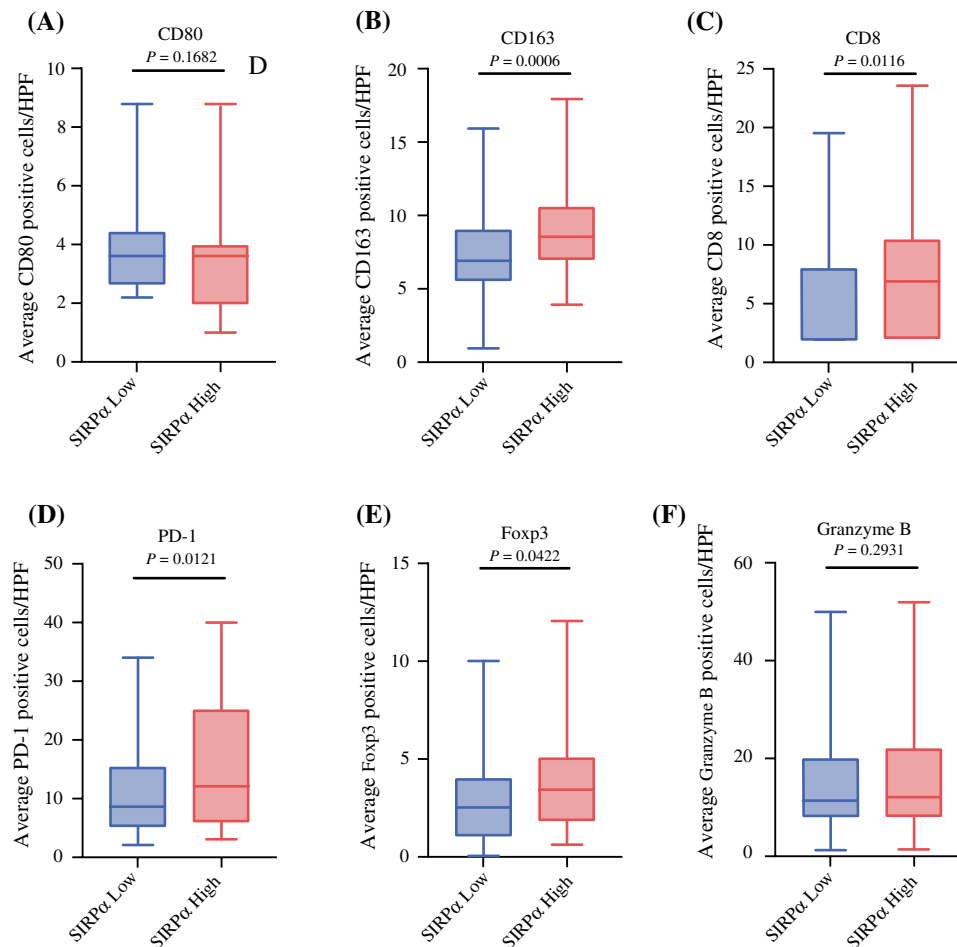 (A)
CD80
P = 0.1682
D
Average CD80 positive cells/HPF
10
8
6
4
2
0
SIRPα Low
SIRPα High
(B)
CD163
P = 0.0006
Average CD163 positive cells/HPF
20
15
10
5
0
SIRPα Low
SIRPα High
(C)
CD8
P = 0.0116
Average CD8 positive cells/HPF
25
20
15
10
5
0
SIRPα Low
SIRPα High
(D)
PD-1
P = 0.0121
Average PD-1 positive cells/HPF
50
40
30
20
10
0
SIRPα Low
SIRPα High
(E)
Foxp3
P = 0.0422
Average Foxp3 positive cells/HPF
15
10
5
0
SIRPα Low
SIRPα High
(F)
Granzyme B
P = 0.2931
Average Granzyme B positive cells/HPF
60
40
20
0
SIRPα Low
SIRPα High